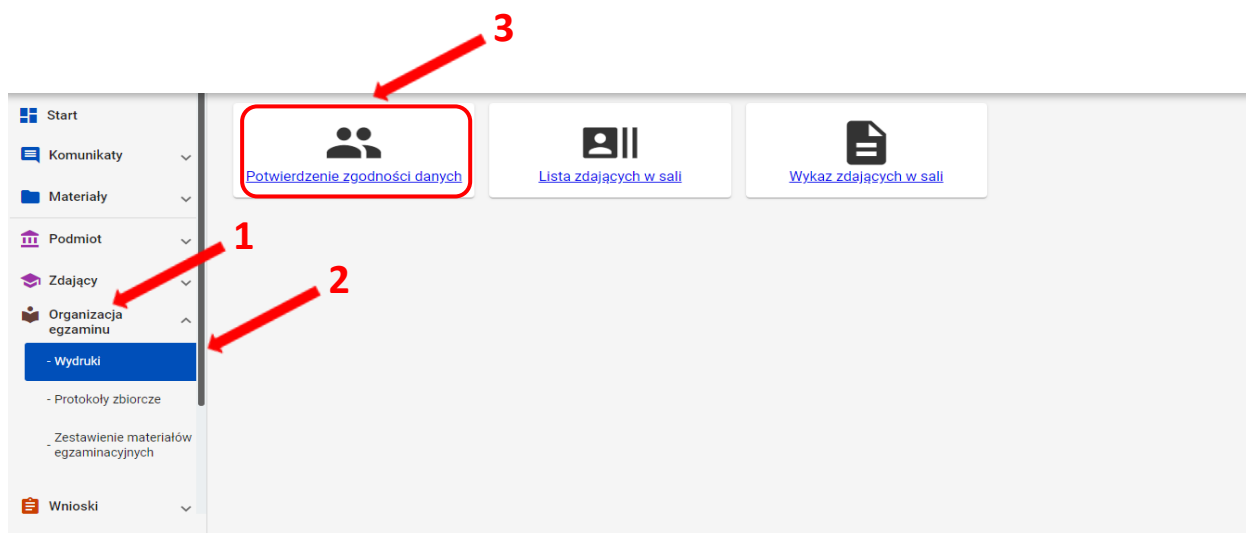 3
Start
Komunikaty
Materiały
Podmiot
1
Zdający
2
Organizacja
egzaminu
- Wydruki
- Protokoły zbiorcze
- Zestawienie materiałów
egzaminacyjnych
Wnioski
Potwierdzenie zgodności danych
Lista zdających w sali
Wykaz zdających w sali